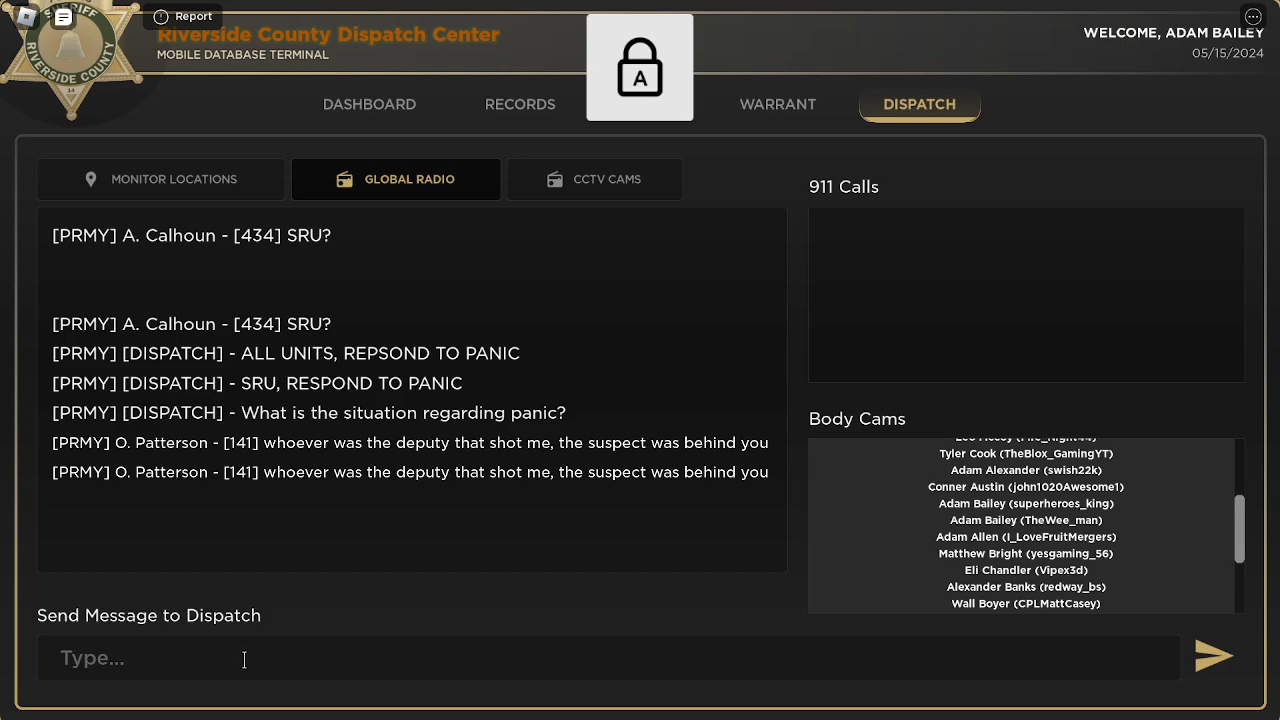 Report
SHERIFF
RIVERSIDE COUNTY
Riverside County Dispatch Center
MOBILE DATABASE TERMINAL
A
WELCOME, ADAM BAILEY
05/15/2024
DASHBOARD
RECORDS
WARRANT
DISPATCH
MONITOR LOCATIONS
GLOBAL RADIO
CCTV CAMS
[PRMY] A. Calhoun - [434] SRU?
[PRMY] A. Calhoun - [434] SRU?
[PRMY] [DISPATCH] - ALL UNITS, REPSOND TO PANIC
[PRMY] [DISPATCH] - SRU, RESPOND TO PANIC
[PRMY] [DISPATCH] - What is the situation regarding panic?
[PRMY] O. Patterson - [141] whoever was the deputy that shot me, the suspect was behind you
[PRMY] O. Patterson - [141] whoever was the deputy that shot me, the suspect was behind you
911 Calls
Body Cams
Tyler Cook (TheBlox_GamingYT)
Adam Alexander (swish22k)
Conner Austin (john1020Awesome1)
Adam Bailey (superheroes_king)
Adam Bailey (TheWee_man)
Adam Allen (I_LoveFruitMergers)
Matthew Bright (yesgaming_56)
Eli Chandler (Vipex3d)
Alexander Banks (redway_bs)
Wall Boyer (CPLMattCasey)
Send Message to Dispatch
Type...